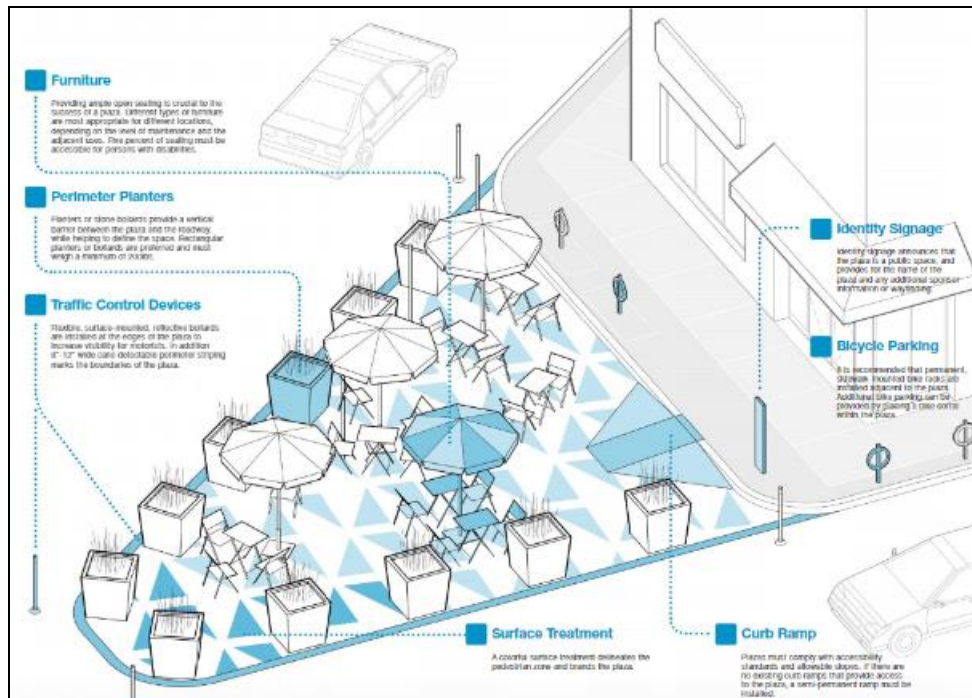 Furniture
Providing ample open seating is crucial to the
success of a plaza. Different types of furniture
are most appropriate for different locations,
depending on the level of maintenance and the
adjacent uses. Five percent of seating must be
accessible for persons with disabilities.
Perimeter Planters
Planters or stone bollards provide a vertical
barrier between the plaza and the roadway,
while helping to define the space. Rectangular
planters or bollards are preferred and must
weigh a minimum of
Traffic Control Devices
Flexible, surface-mounted, reflective bollards
are installed at the edges of the plaza to
increase visibility for motorists. In addition
8"-12" wide cane detectable perimeter striping
marks the boundaries of the plaza.
Identity Signage
Identity signage announces that
the plaza is a public space, and
provides for the name of the
plaza and any additional sponsor
information or wayfinding.
Bicycle Parking
It is recommended that permanent,
sidewalk mounted bike racks are
installed adjacent to the plaza.
Additional bike parking can be
provided by placing a bike corral
within the plaza.
Surface Treatment
A colorful surface treatment delineates the
pedestrian zone and brands the plaza.
Curb Ramp
Plazas must comply with accessibility
standards and allowable slopes. If there are
no existing curb ramps that provide access
to the plaza, a semi-permanent ramp must be
installed.